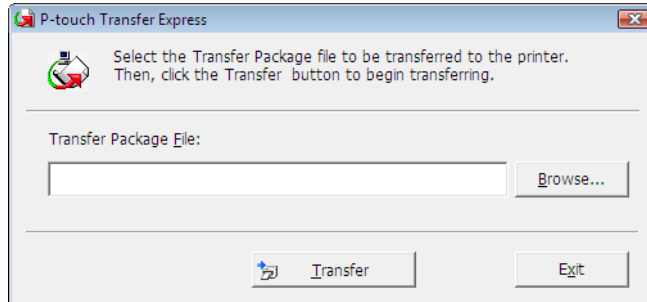 P-touch Transfer Express
Select the Transfer Package file to be transferred to the printer.
Then, click the Transfer button to begin transferring.
Transfer Package File:
Browse...
Transfer
Exit